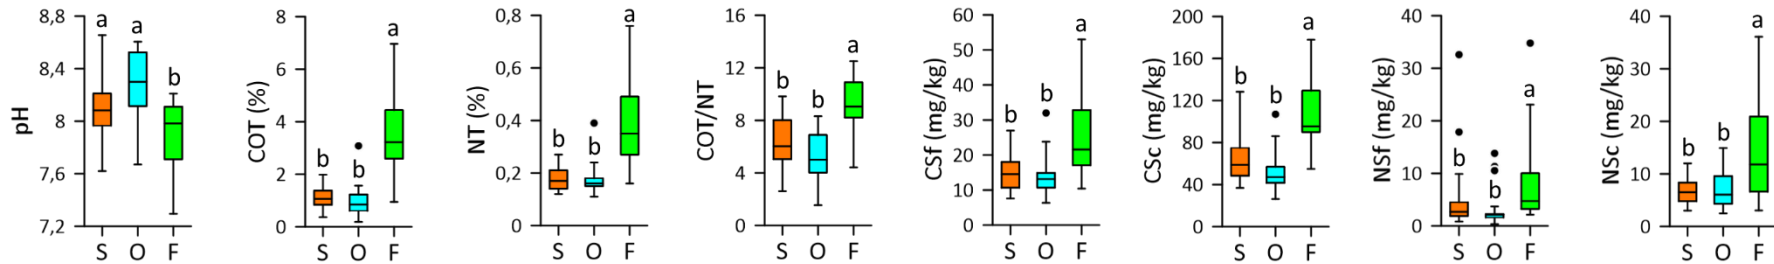 pH
8,8
8,4
8
7,6
7,2
a
a
b
S O F
COT (%)
8
6
4
2
0
b
b
a
S O F
NT (%)
0,8
0,6
0,4
0,2
0
b
b
a
S O F
COT/NT
16
12
8
4
0
b
b
a
S O F
CSf (mg/kg)
60
50
40
30
20
10
0
b
b
a
S O F
CSc (mg/kg)
200
160
120
80
40
0
b
b
a
S O F
NSf (mg/kg)
40
30
20
10
0
b
b
a
S O F
NSc (mg/kg)
40
30
20
10
0
b
b
a
S O F